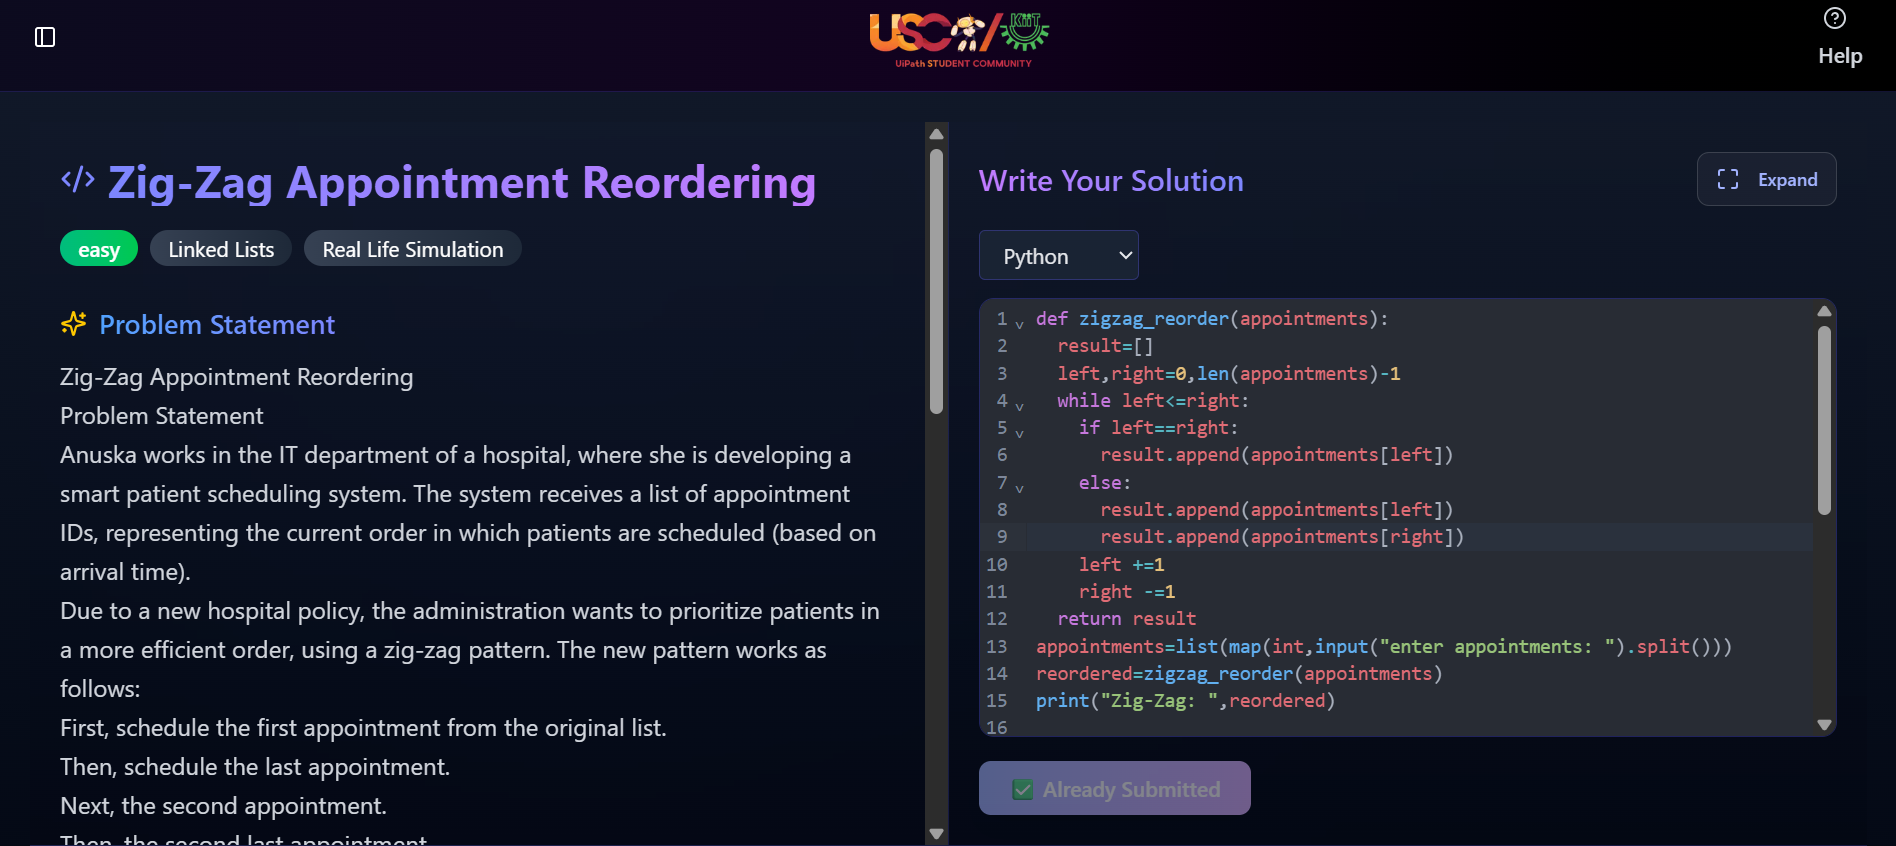 USC/KIIT
UiPath STUDENT COMMUNITY
Help
</> Zig-Zag Appointment Reordering
easy
Linked Lists
Real Life Simulation
Problem Statement
Zig-Zag Appointment Reordering
Problem Statement
Anuska works in the IT department of a hospital, where she is developing a
smart patient scheduling system. The system receives a list of appointment
IDs, representing the current order in which patients are scheduled (based on
arrival time).
Due to a new hospital policy, the administration wants to prioritize patients in
a more efficient order, using a zig-zag pattern. The new pattern works as
follows:
First, schedule the first appointment from the original list.
Then, schedule the last appointment.
Next, the second appointment.
Then, the second last appointment.
Write Your Solution
Expand
Python
1 def zigzag_reorder(appointments):
2 result=[]
3 left,right=0,len(appointments)-1
4 while left<=right:
5 if left==right:
6 result.append(appointments[left])
7 else:
8 result.append(appointments[left])
9 result.append(appointments[right])
10 left +=1
11 right -=1
12 return result
13 appointments=list(map(int,input("enter appointments: ").split()))
14 reordered=zigzag_reorder(appointments)
15 print("Zig-Zag: ",reordered)
16
Already Submitted